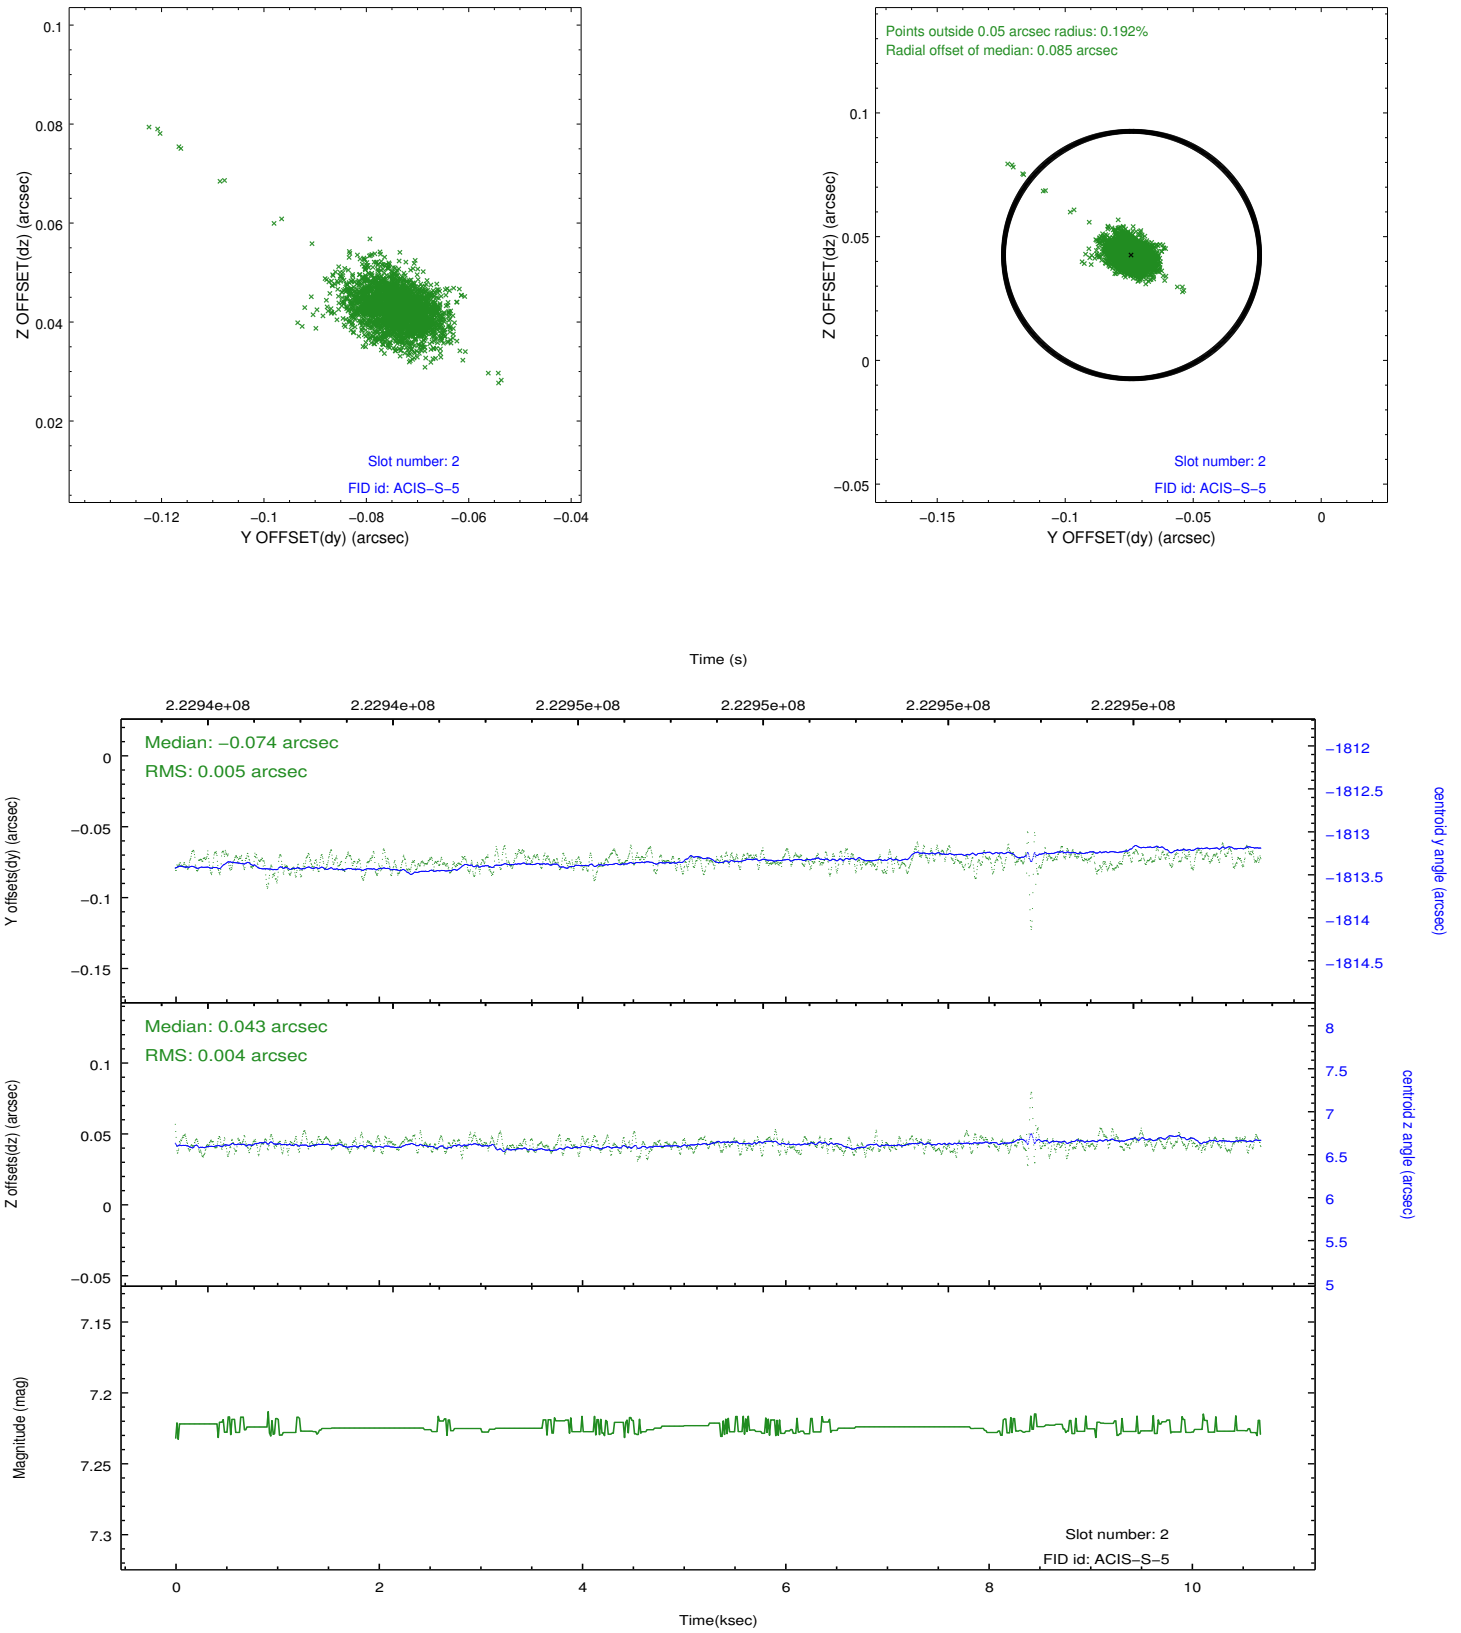 0.1
0.08
0.06
0.04
0.02
Z OFFSET(dz) (arcsec)
Slot number: 2
FID id: ACIS−S−5
−0.12
−0.1
−0.08
−0.06
−0.04
Y OFFSET(dy) (arcsec)
Points outside 0.05 arcsec radius: 0.192%
Radial offset of median: 0.085 arcsec
0.1
0.05
0
−0.05
Z OFFSET(dz) (arcsec)
Slot number: 2
FID id: ACIS−S−5
−0.15
−0.1
−0.05
0
Y OFFSET(dy) (arcsec)
Time (s)
2.2294e+08
2.2294e+08
2.2295e+08
2.2295e+08
2.2295e+08
2.2295e+08
Median: −0.074 arcsec
RMS: 0.005 arcsec
0
−0.05
−0.1
−0.15
Y offsets(dy) (arcsec)
−1812
−1812.5
−1813
−1813.5
−1814
−1814.5
centroid y angle (arcsec)
Median: 0.043 arcsec
RMS: 0.004 arcsec
0.1
0.05
0
−0.05
Z offsets(dz) (arcsec)
8
7.5
7
6.5
6
5.5
5
centroid z angle (arcsec)
7.15
7.2
7.25
7.3
Magnitude (mag)
Slot number: 2
FID id: ACIS−S−5
0
2
4
6
8
10
Time(ksec)